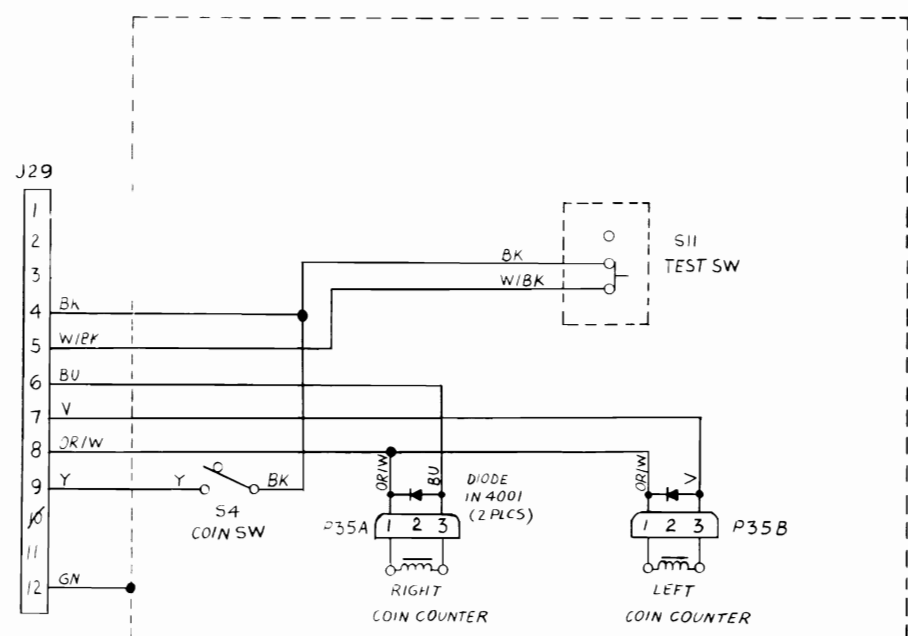 J29
1
2
3
4 BK
5 W/BK
6 BU
7 V
8 OR/W
9 Y
10
11
12 GN
BK
W/BK
S11
TEST SW
Y
BK
S4
COIN SW
OR/W
BU
DIODE
IN 4001
(2 PLCS)
OR/W
V
P35A 1 2 3
1 2 3 P35B
RIGHT
COIN COUNTER
LEFT
COIN COUNTER